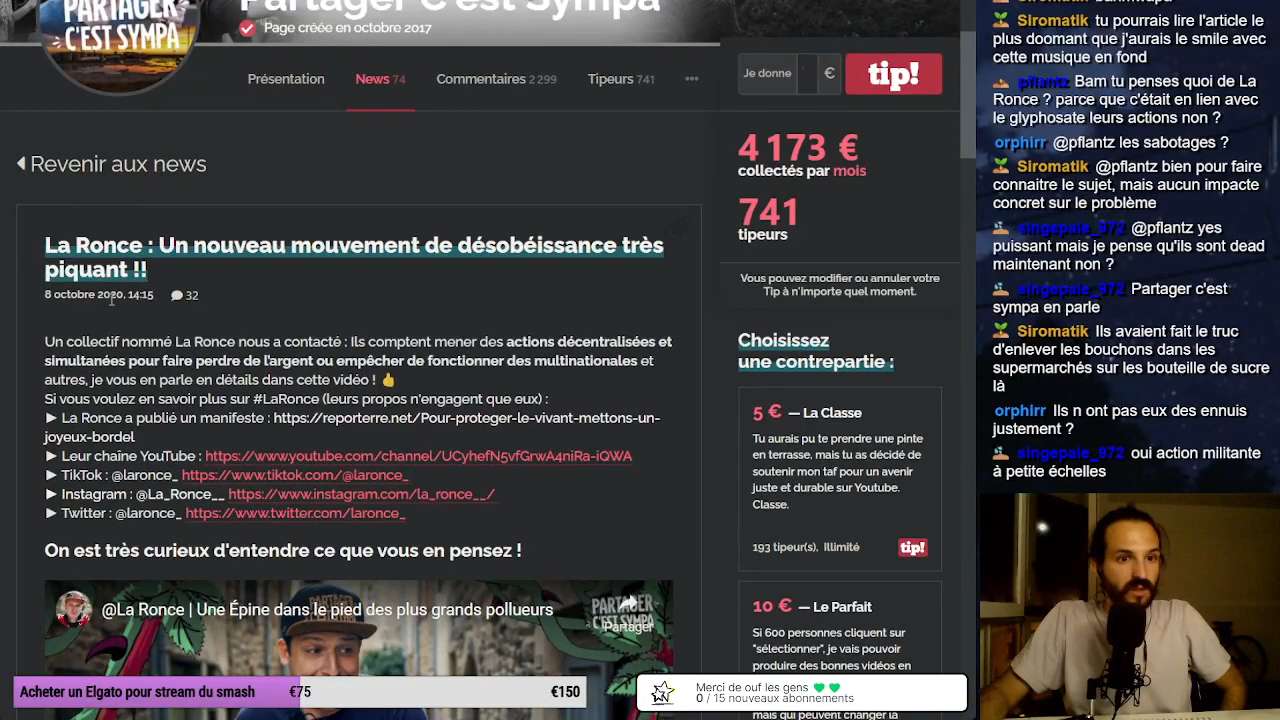 PARTAGER
C'EST SYMPA
Partager C'est Sympa
Page créée en octobre 2017
Présentation
News 74
Commentaires 2 299
Tipeurs 741
Je donne
€
tip!
Revenir aux news
La Ronce : Un nouveau mouvement de désobéissance très
piquant !!
8 octobre 2020, 14:15
32
Un collectif nommé La Ronce nous a contacté : ils comptent mener des actions décentralisées et
simultanées pour faire perdre de l'argent ou empêcher de fonctionner des multinationales et
autres, je vous en parle en détails dans cette vidéo ! 👍
Si vous voulez en savoir plus sur #LaRonce (leurs propos n'engagent que eux) :
► La Ronce a publié un manifeste : https://reporterre.net/Pour-proteger-le-vivant-mettons-un-
joyeux-bordel
► Leur chaîne YouTube : https://www.youtube.com/channel/UCyhefN5vfGrwA4niRa-iQWA
► TikTok : @laronce_ https://www.tiktok.com/@laronce_
► Instagram : @La_Ronce__ https://www.instagram.com/la_ronce__/
► Twitter : @laronce_ https://www.twitter.com/laronce_
On est très curieux d'entendre ce que vous en pensez !
@La Ronce | Une Épine dans le pied des plus grands pollueurs
PARTAGER
C'EST SYMPA
Partager
4 173 €
collectés par mois
741
tipeurs
Vous pouvez modifier ou annuler votre
Tip à n'importe quel moment.
Choisissez
une contrepartie :
5 € — La Classe
Tu aurais pu te prendre une pinte
en terrasse, mais tu as décidé de
soutenir mon taff pour un avenir
juste et durable sur Youtube.
Classe.
193 tipeur(s), Illimité
tip!
10 € — Le Parfait
Si 600 personnes cliquent sur
"sélectionner", je vais pouvoir
produire des bonnes vidéos en
mais qui peuvent changer la
Acheter un Elgato pour stream du smash
€75
€150
Merci de ouf les gens 💚 💚
0 / 15 nouveaux abonnements
Siromatik tu pourrais lire l'article le
plus doomant que j'aurais le smile avec
cette musique en fond
pflantz Bam tu penses quoi de La
Ronce ? parce que c'était en lien avec
le glyphosate leurs actions non ?
orphirr @pflantz les sabotages ?
Siromatik @pflantz bien pour faire
connaitre le sujet, mais aucun impacte
concret sur le problème
singepale_972 @pflantz yes
puissant mais je pense qu'ils sont dead
maintenant non ?
singepale_972 Partager c'est
sympa en parle
Siromatik Ils avaient fait le truc
d'enlever les bouchons dans les
supermarchés sur les bouteille de sucre
là
orphirr Ils n ont pas eux des ennuis
justement ?
singepale_972 oui action militante
à petite échelles